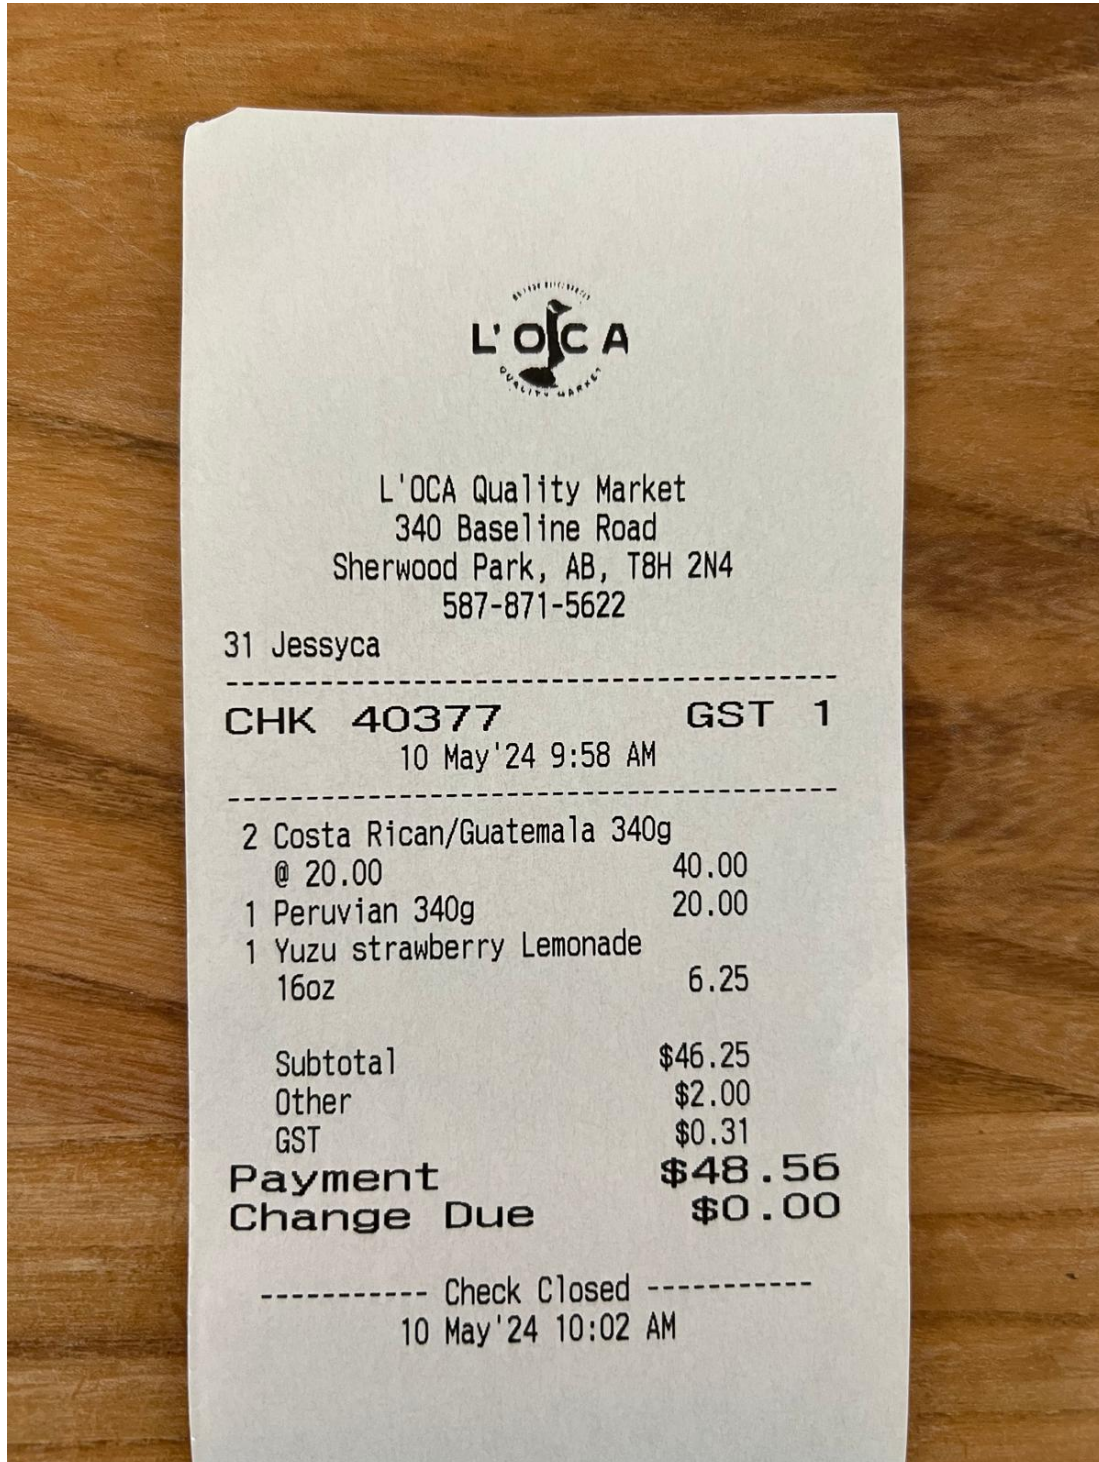 L'OCA
QUALITY MARKET
L'OCA Quality Market
340 Baseline Road
Sherwood Park, AB, T8H 2N4
587-871-5622
31 Jessyca
----------------------------------------
CHK 40377 GST 1
10 May'24 9:58 AM
----------------------------------------
2 Costa Rican/Guatemala 340g
@ 20.00 40.00
1 Peruvian 340g 20.00
1 Yuzu strawberry Lemonade
16oz 6.25
Subtotal $46.25
Other $2.00
GST $0.31
Payment $48.56
Change Due $0.00
----------- Check Closed -----------
10 May'24 10:02 AM